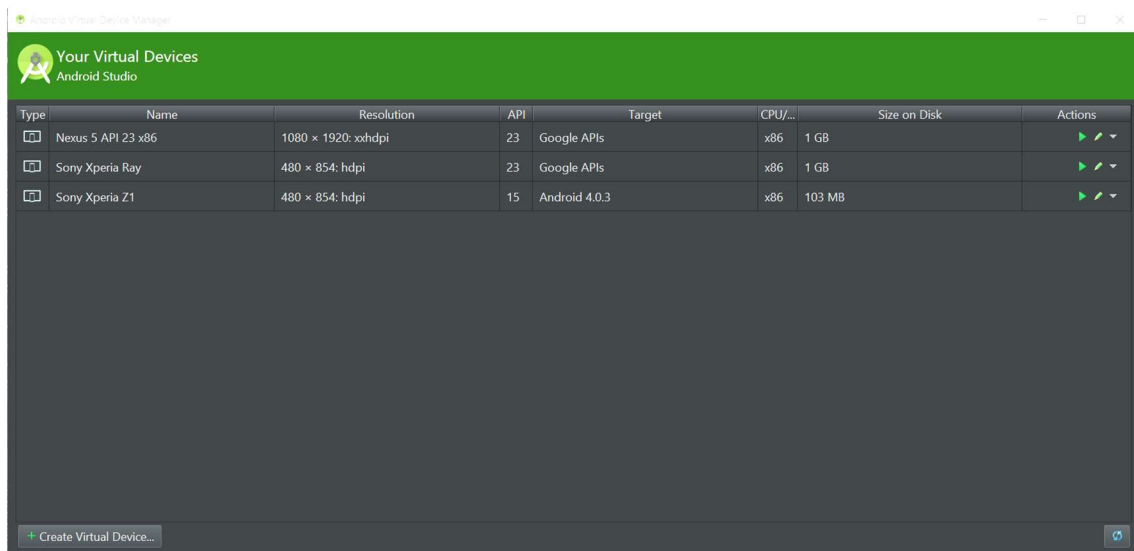 Android Virtual Device Manager
Your Virtual Devices
Android Studio
Type Name Resolution API Target CPU/... Size on Disk Actions
Nexus 5 API 23 x86 1080 × 1920: xxhdpi 23 Google APIs x86 1 GB
Sony Xperia Ray 480 × 854: hdpi 23 Google APIs x86 1 GB
Sony Xperia Z1 480 × 854: hdpi 15 Android 4.0.3 x86 103 MB
+ Create Virtual Device...